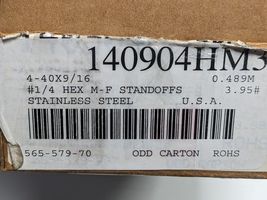 140904HM3
4-40X9/16 0.489M
#1/4 HEX M-F STANDOFFS 3.95#
STAINLESS STEEL U.S.A.
565-579-70 ODD CARTON ROHS